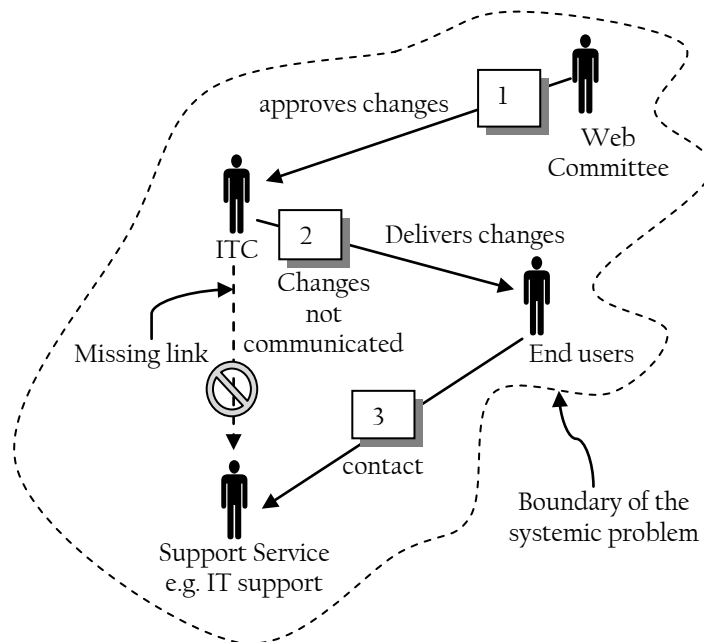 1
approves changes
Web
Committee
ITC
2
Delivers changes
Changes
not
communicated
Missing link
End users
3
contact
Boundary of the
systemic problem
Support Service
e.g. IT support